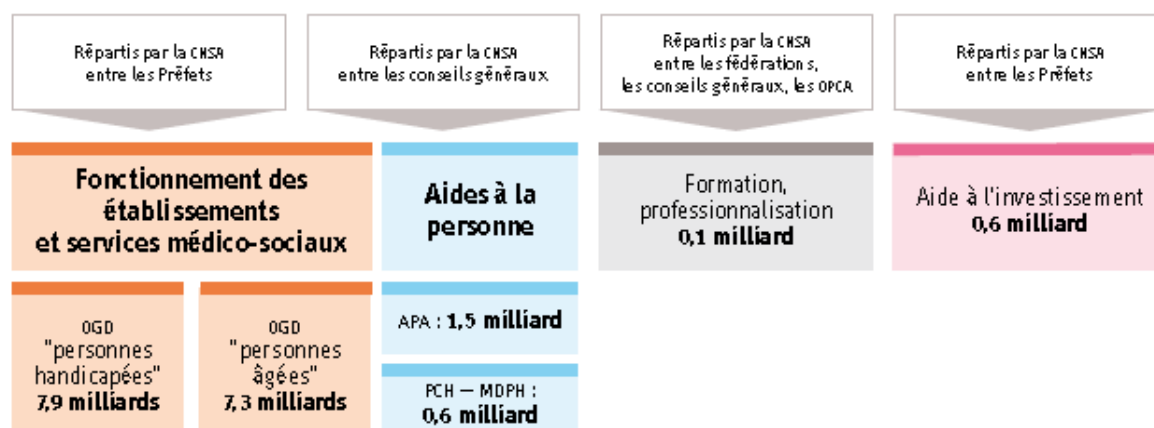 Répartis par la CNSA
entre les Préfets
Répartis par la CNSA
entre les conseils généraux
Répartis par la CNSA
entre les fédérations,
les conseils généraux, les OPCA
Répartis par la CNSA
entre les Préfets
Fonctionnement des
établissements
et services médico-sociaux
Aides à la
personne
Formation,
professionnalisation
0,1 milliard
Aide à l'investissement
0,6 milliard
OGD
"personnes
handicapées"
7,9 milliards
OGD
"personnes
âgées"
7,3 milliards
APA : 1,5 milliard
PCH – MDPH :
0,6 milliard